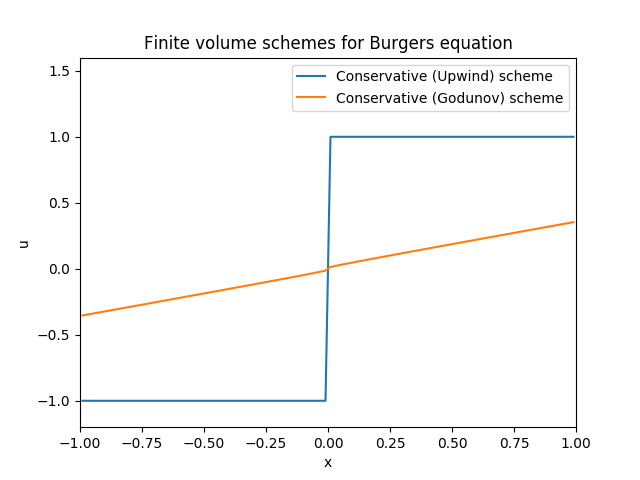 Finite volume schemes for Burgers equation
Conservative (Upwind) scheme
Conservative (Godunov) scheme
1.5
1.0
0.5
0.0
−0.5
−1.0
u
−1.00 −0.75 −0.50 −0.25 0.00 0.25 0.50 0.75 1.00
x